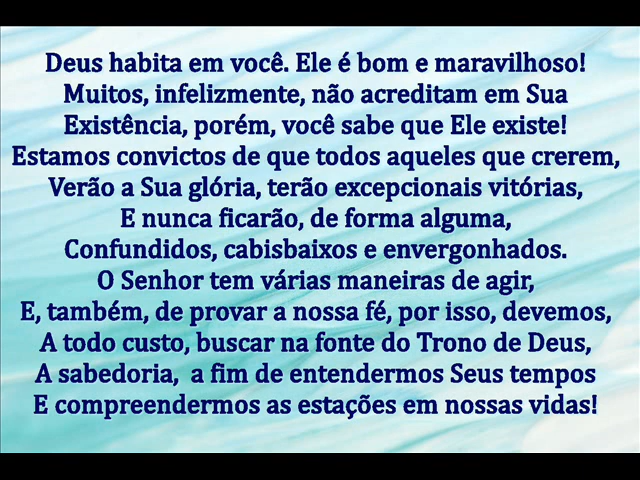 Deus habita em você. Ele é bom e maravilhoso!
Muitos, infelizmente, não acreditam em Sua
Existência, porém, você sabe que Ele existe!
Estamos convictos de que todos aqueles que crerem,
Verão a Sua glória, terão excepcionais vitórias,
E nunca ficarão, de forma alguma,
Confundidos, cabisbaixos e envergonhados.
O Senhor tem várias maneiras de agir,
E, também, de provar a nossa fé, por isso, devemos,
A todo custo, buscar na fonte do Trono de Deus,
A sabedoria,  a fim de entendermos Seus tempos
E compreendermos as estações em nossas vidas!